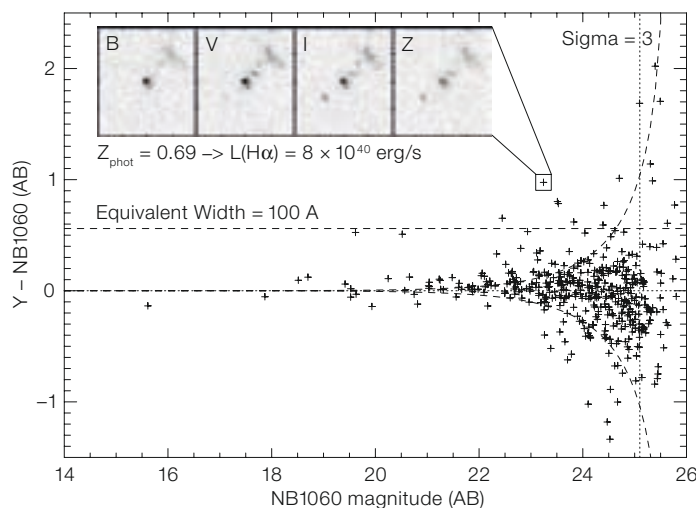 B V I Z
Sigma = 3
Z_phot = 0.69 –> L(Hα) = 8 × 10^40 erg/s
Equivalent Width = 100 A
Y – NB1060 (AB)
2
1
0
–1
14 16 18 20 22 24 26
NB1060 magnitude (AB)